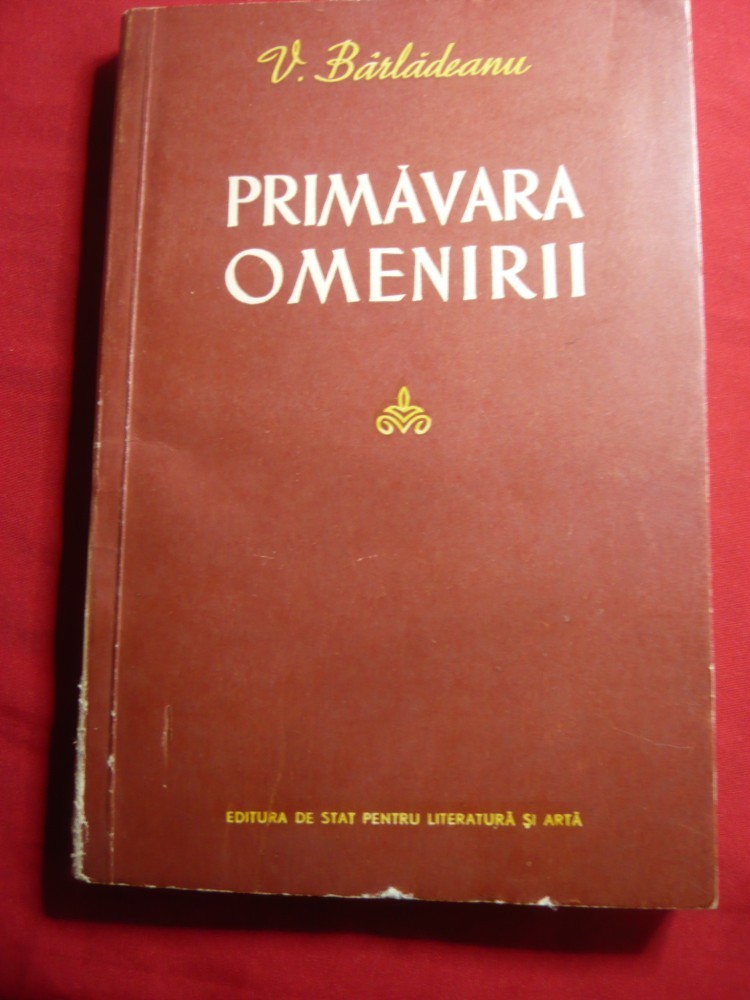 V. Bârlădeanu
PRIMĂVARA
OMENIRII
EDITURA DE STAT PENTRU LITERATURĂ ȘI ARTĂ